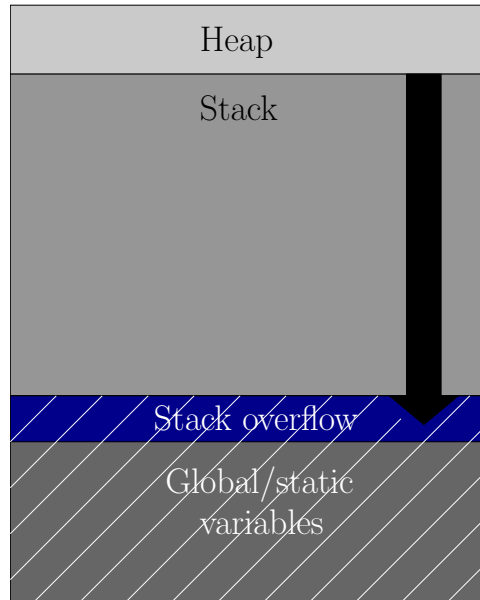 Heap
Stack
Stack overflow
Global/static
variables